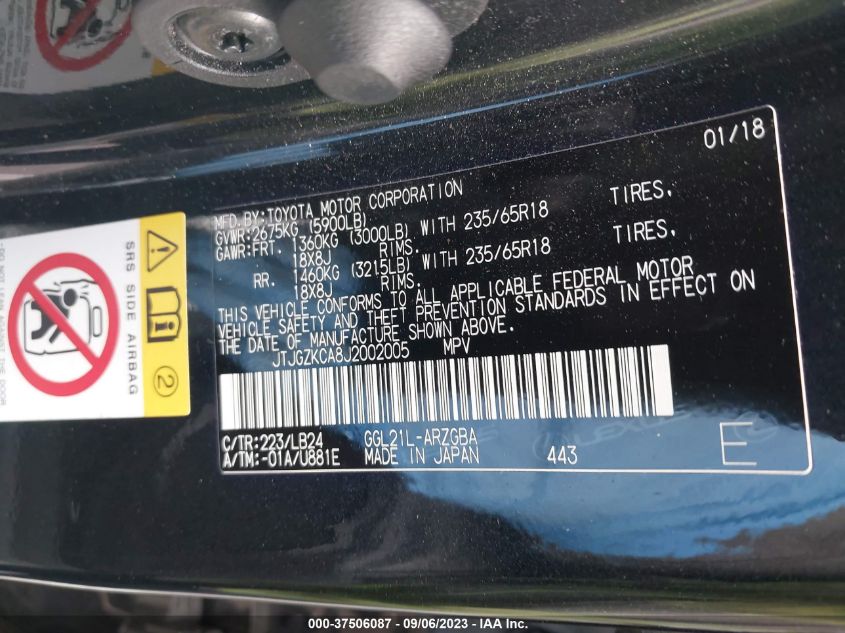 01/18
MFD.BY:TOYOTA MOTOR CORPORATION
GVWR:2675KG (5900LB)
GAWR:FRT. 1360KG (3000LB) WITH 235/65R18 TIRES,
18X8J RIMS.
RR. 1460KG (3215LB) WITH 235/65R18 TIRES,
18X8J RIMS.
THIS VEHICLE CONFORMS TO ALL APPLICABLE FEDERAL MOTOR
VEHICLE SAFETY AND THEFT PREVENTION STANDARDS IN EFFECT ON
THE DATE OF MANUFACTURE SHOWN ABOVE.
JTJGZKCA8J2002005 MPV
C/TR:223/LB24 GGL21L-ARZGBA
A/TM:-01A/U881E MADE IN JAPAN 443 E
SRS SIDE AIRBAG
2
000-37506087 - 09/06/2023 - IAA Inc.